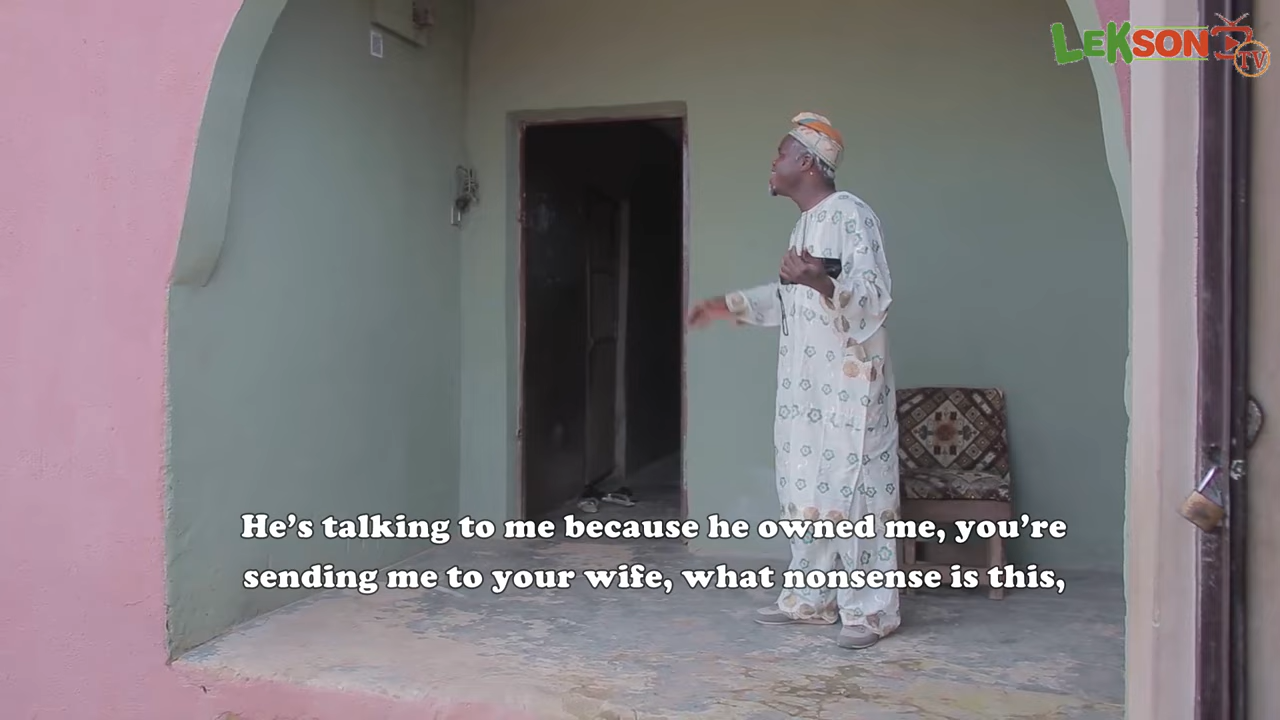 LEKSON TV
He's talking to me because he owned me, you're
sending me to your wife, what nonsense is this,